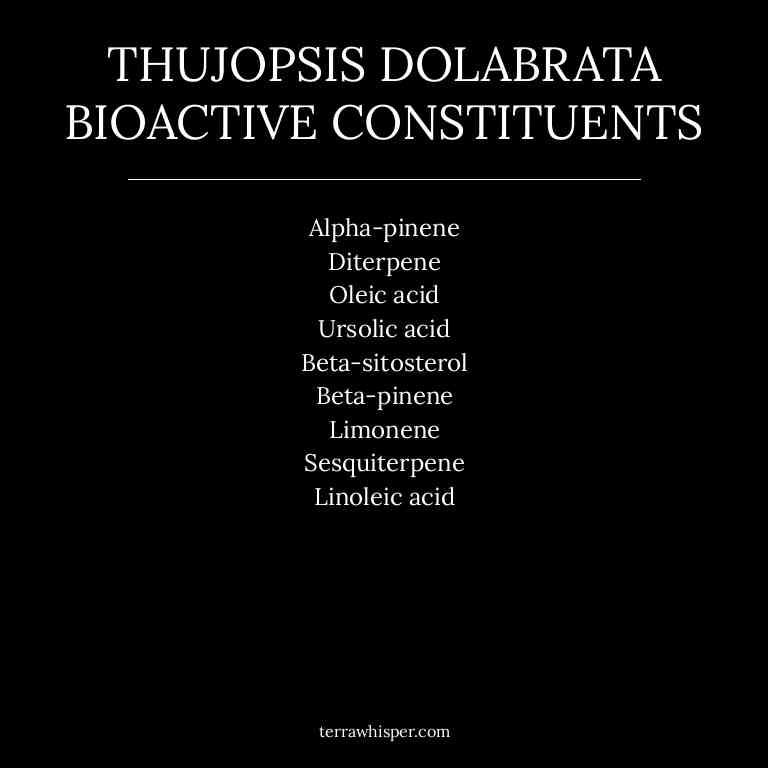 THUJOPSIS DOLABRATA
BIOACTIVE CONSTITUENTS
Alpha-pinene
Diterpene
Oleic acid
Ursolic acid
Beta-sitosterol
Beta-pinene
Limonene
Sesquiterpene
Linoleic acid
terrawhisper.com